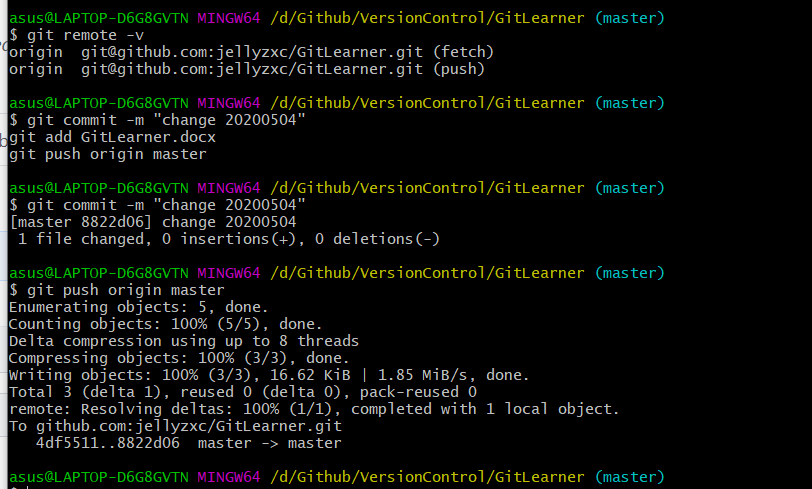 asus@LAPTOP-D6G8GVTN MINGW64 /d/Github/VersionControl/GitLearner (master)
$ git remote -v
origin  git@github.com:jellyzxc/GitLearner.git (fetch)
origin  git@github.com:jellyzxc/GitLearner.git (push)
asus@LAPTOP-D6G8GVTN MINGW64 /d/Github/VersionControl/GitLearner (master)
$ git commit -m "change 20200504"
git add GitLearner.docx
git push origin master
asus@LAPTOP-D6G8GVTN MINGW64 /d/Github/VersionControl/GitLearner (master)
$ git commit -m "change 20200504"
[master 8822d06] change 20200504
 1 file changed, 0 insertions(+), 0 deletions(-)
asus@LAPTOP-D6G8GVTN MINGW64 /d/Github/VersionControl/GitLearner (master)
$ git push origin master
Enumerating objects: 5, done.
Counting objects: 100% (5/5), done.
Delta compression using up to 8 threads
Compressing objects: 100% (3/3), done.
Writing objects: 100% (3/3), 16.62 KiB | 1.85 MiB/s, done.
Total 3 (delta 1), reused 0 (delta 0), pack-reused 0
remote: Resolving deltas: 100% (1/1), completed with 1 local object.
To github.com:jellyzxc/GitLearner.git
   4df5511..8822d06  master -> master
asus@LAPTOP-D6G8GVTN MINGW64 /d/Github/VersionControl/GitLearner (master)